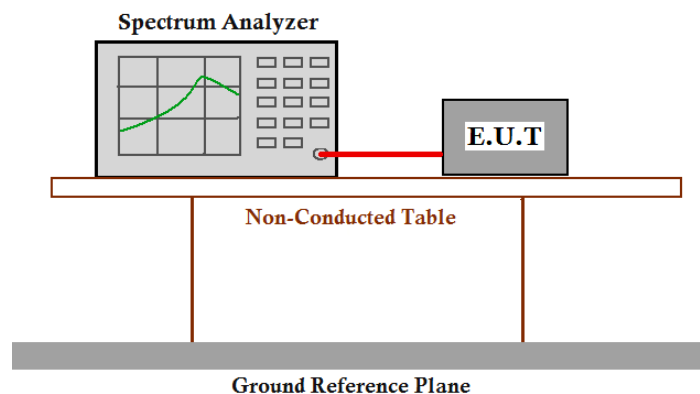 Spectrum Analyzer
E.U.T
Non-Conducted Table
Ground Reference Plane